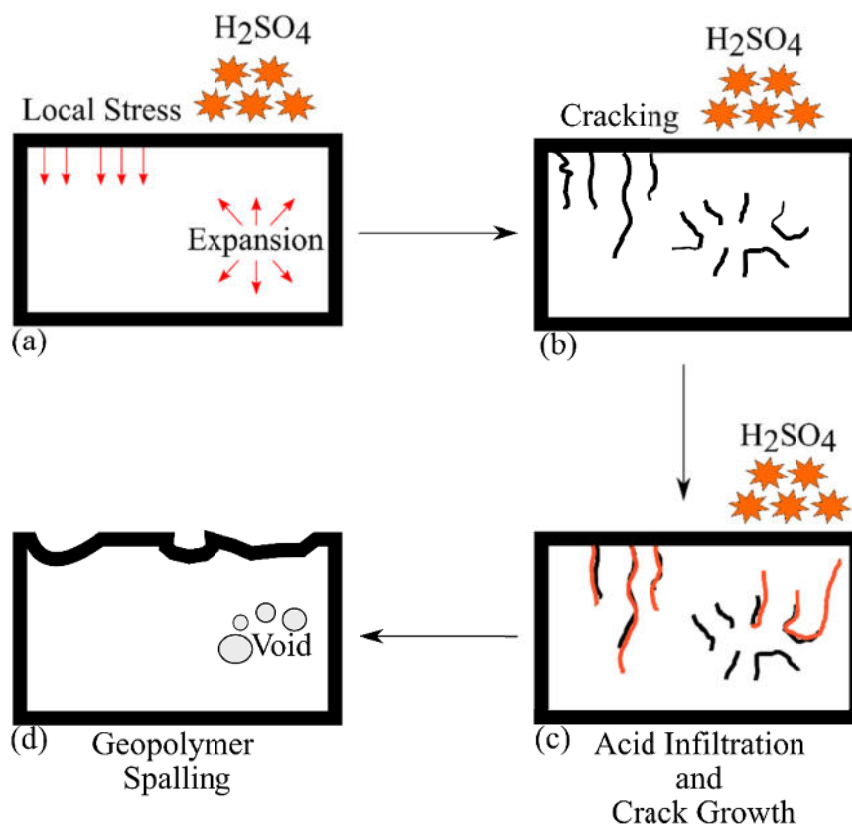 H2SO4
Local Stress
Expansion
(a)
H2SO4
Cracking
(b)
H2SO4
(c)
Acid Infiltration
and
Crack Growth
Void
(d)
Geopolymer
Spalling